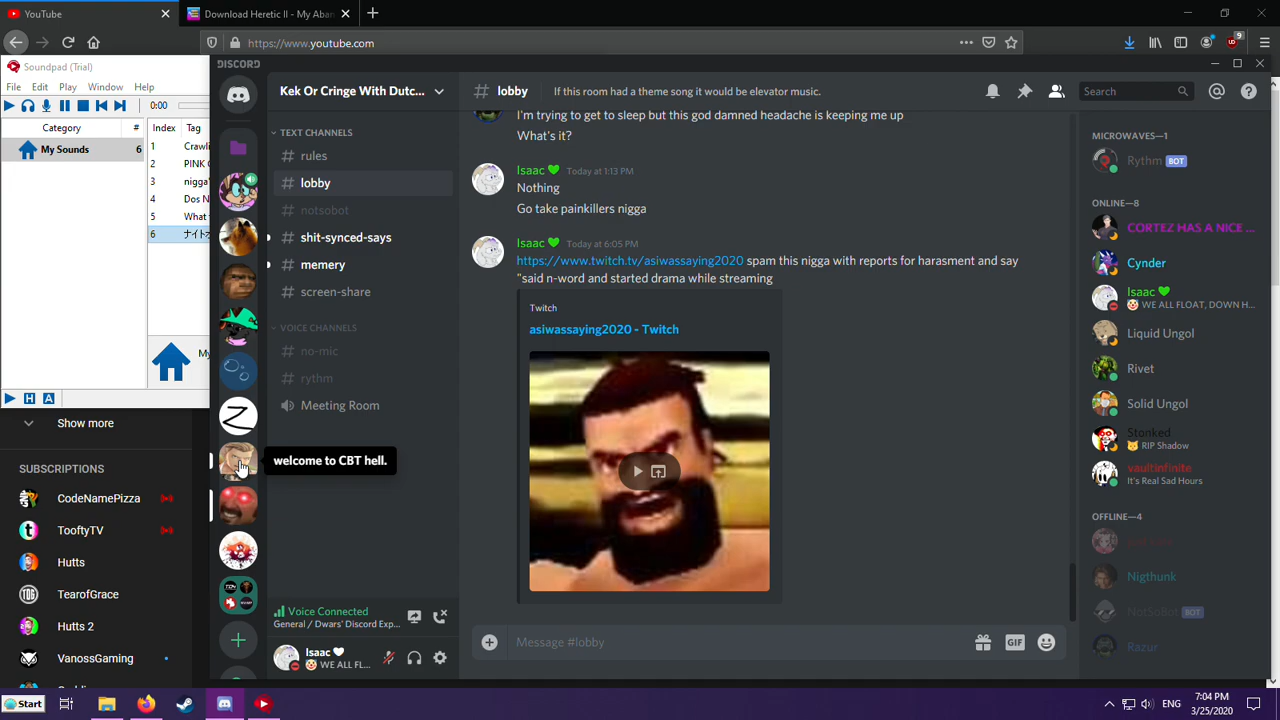 YouTube
Download Heretic II - My Aban
https://www.youtube.com
9
Soundpad (Trial)
File Edit Play Window Help
0:00
Category #
My Sounds 6
Index Tag
1 Crawli
2 PINK G
3 nigga'
4 Dos N
5 What t
6 ナイトオ
My
Show more
SUBSCRIPTIONS
CodeNamePizza
TooftyTV
Hutts
TearofGrace
Hutts 2
VanossGaming
DISCORD
Kek Or Cringe With Dutc...
TEXT CHANNELS
# rules
# lobby
# notsobot
# shit-synced-says
# memery
# screen-share
VOICE CHANNELS
# no-mic
# rythm
Meeting Room
welcome to CBT hell.
Voice Connected
General / Dwars' Discord Exp...
Isaac
WE ALL FL...
# lobby
If this room had a theme song it would be elevator music.
Search
I'm trying to get to sleep but this god damned headache is keeping me up
What's it?
Isaac 💚 Today at 1:13 PM
Nothing
Go take painkillers nigga
Isaac 💚 Today at 6:05 PM
https://www.twitch.tv/asiwassaying2020 spam this nigga with reports for harasment and say
"said n-word and started drama while streaming
Twitch
asiwassaying2020 - Twitch
Message #lobby
GIF
MICROWAVES—1
Rythm BOT
ONLINE—8
CORTEZ HAS A NICE ...
Cynder
Isaac 💚
🤡 WE ALL FLOAT, DOWN H...
Liquid Ungol
Rivet
Solid Ungol
Stonked
RIP Shadow
vaultinfinite
It's Real Sad Hours
OFFLINE—4
Nigthunk
NotSoBot BOT
Razur
Start
ENG
7:04 PM
3/25/2020